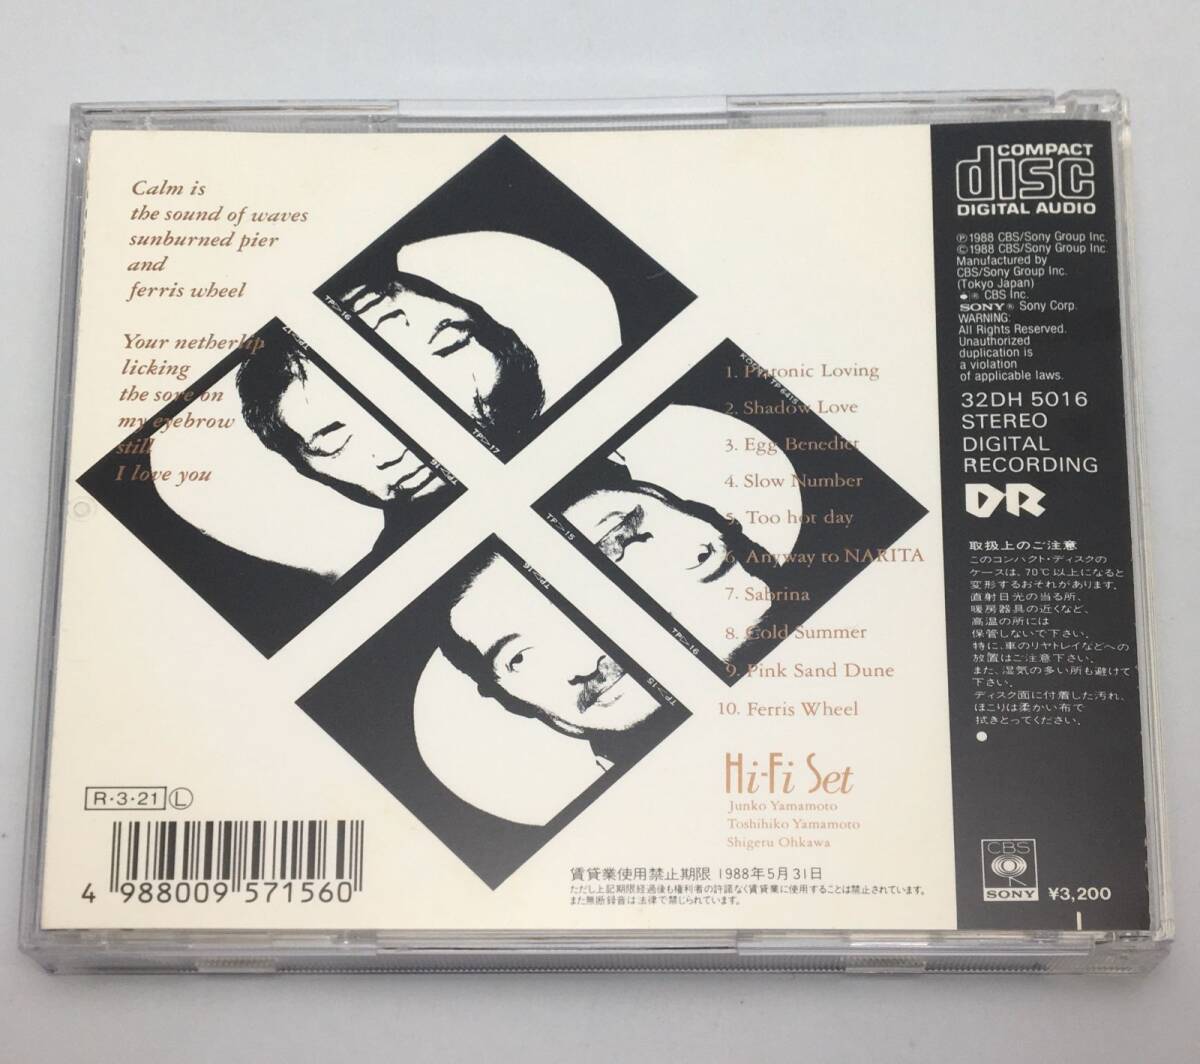 Calm is
the sound of waves
sunburned pier
and
ferris wheel
Your netherlip
licking
the sore on
my eyebrow
still
I love you
TP▷16
TP▷17
TP▷15
TP▷16
TP▷15
TP▷16
TP 6415
1. Platonic Loving
2. Shadow Love
3. Egg Benedict
4. Slow Number
5. Too hot day
6. Anyway to NARITA
7. Sabrina
8. Cold Summer
9. Pink Sand Dune
10. Ferris Wheel
Hi-Fi Set
Junko Yamamoto
Toshihiko Yamamoto
Shigeru Ohkawa
R・3・21 Ⓛ
4 988009 571560
賃貸業使用禁止期限 1988年5月31日
ただし上記期限経過後も権利者の許諾なく賃貸業に使用することは禁止されています。
また無断録音は法律で禁じられています。
COMPACT
disc
DIGITAL AUDIO
Ⓟ1988 CBS/Sony Group Inc.
©1988 CBS/Sony Group Inc.
Manufactured by
CBS/Sony Group Inc.
(Tokyo Japan)
® CBS Inc.
SONY® Sony Corp.
WARNING:
All Rights Reserved.
Unauthorized
duplication is
a violation
of applicable laws.
32DH 5016
STEREO
DIGITAL
RECORDING
DR
取扱上のご注意
このコンパクト・ディスクの
ケースは、70℃以上になると
変形するおそれがあります。
直射日光の当る所、
暖房器具の近くなど、
高温の所には
保管しないで下さい。
特に、車のリヤトレイなどへの
放置はご注意下さい。
また、湿気の多い所も避けて
下さい。
ディスク面に付着した汚れ、
ほこりは柔かい布で
拭きとってください。
CBS
SONY
¥3,200